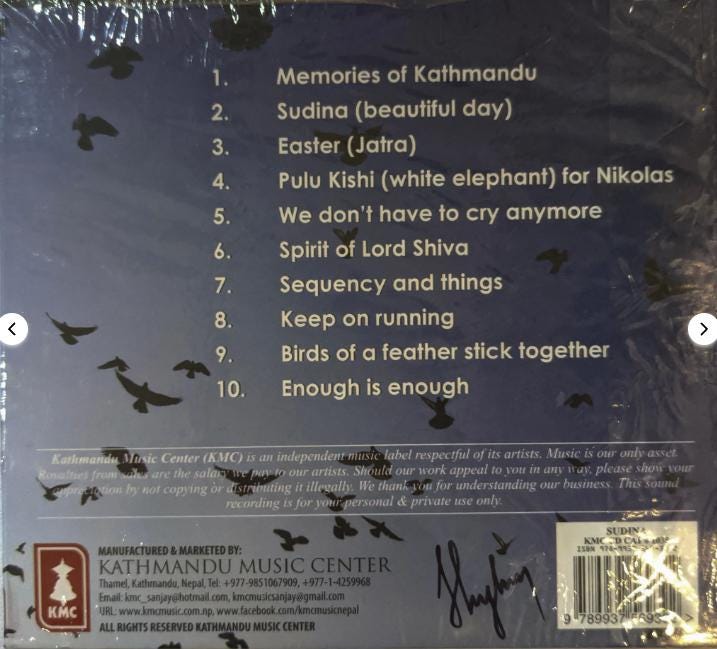 1. Memories of Kathmandu
2. Sudina (beautiful day)
3. Easter (Jatra)
4. Pulu Kishi (white elephant) for Nikolas
5. We don't have to cry anymore
6. Spirit of Lord Shiva
7. Sequency and things
8. Keep on running
9. Birds of a feather stick together
10. Enough is enough
Kathmandu Music Center (KMC) is an independent music label respectful of its artists. Music is our only asset.
Royalties from sales are the salary we pay to our artists. Should our work appeal to you in any way, please show your
appreciation by not copying or distributing it illegally. We thank you for understanding our business. This sound
recording is for your personal & private use only.
KMC
MANUFACTURED & MARKETED BY:
KATHMANDU MUSIC CENTER
Thamel, Kathmandu, Nepal, Tel: +977-9851067909, +977-1-4259968
Email: kmc_sanjay@hotmail.com, kmcmusicsanjay@gmail.com
URL: www.kmcmusic.com.np, www.facebook.com/kmcmusicnepal
ALL RIGHTS RESERVED KATHMANDU MUSIC CENTER
SUDINA
KMC CD
ISBN